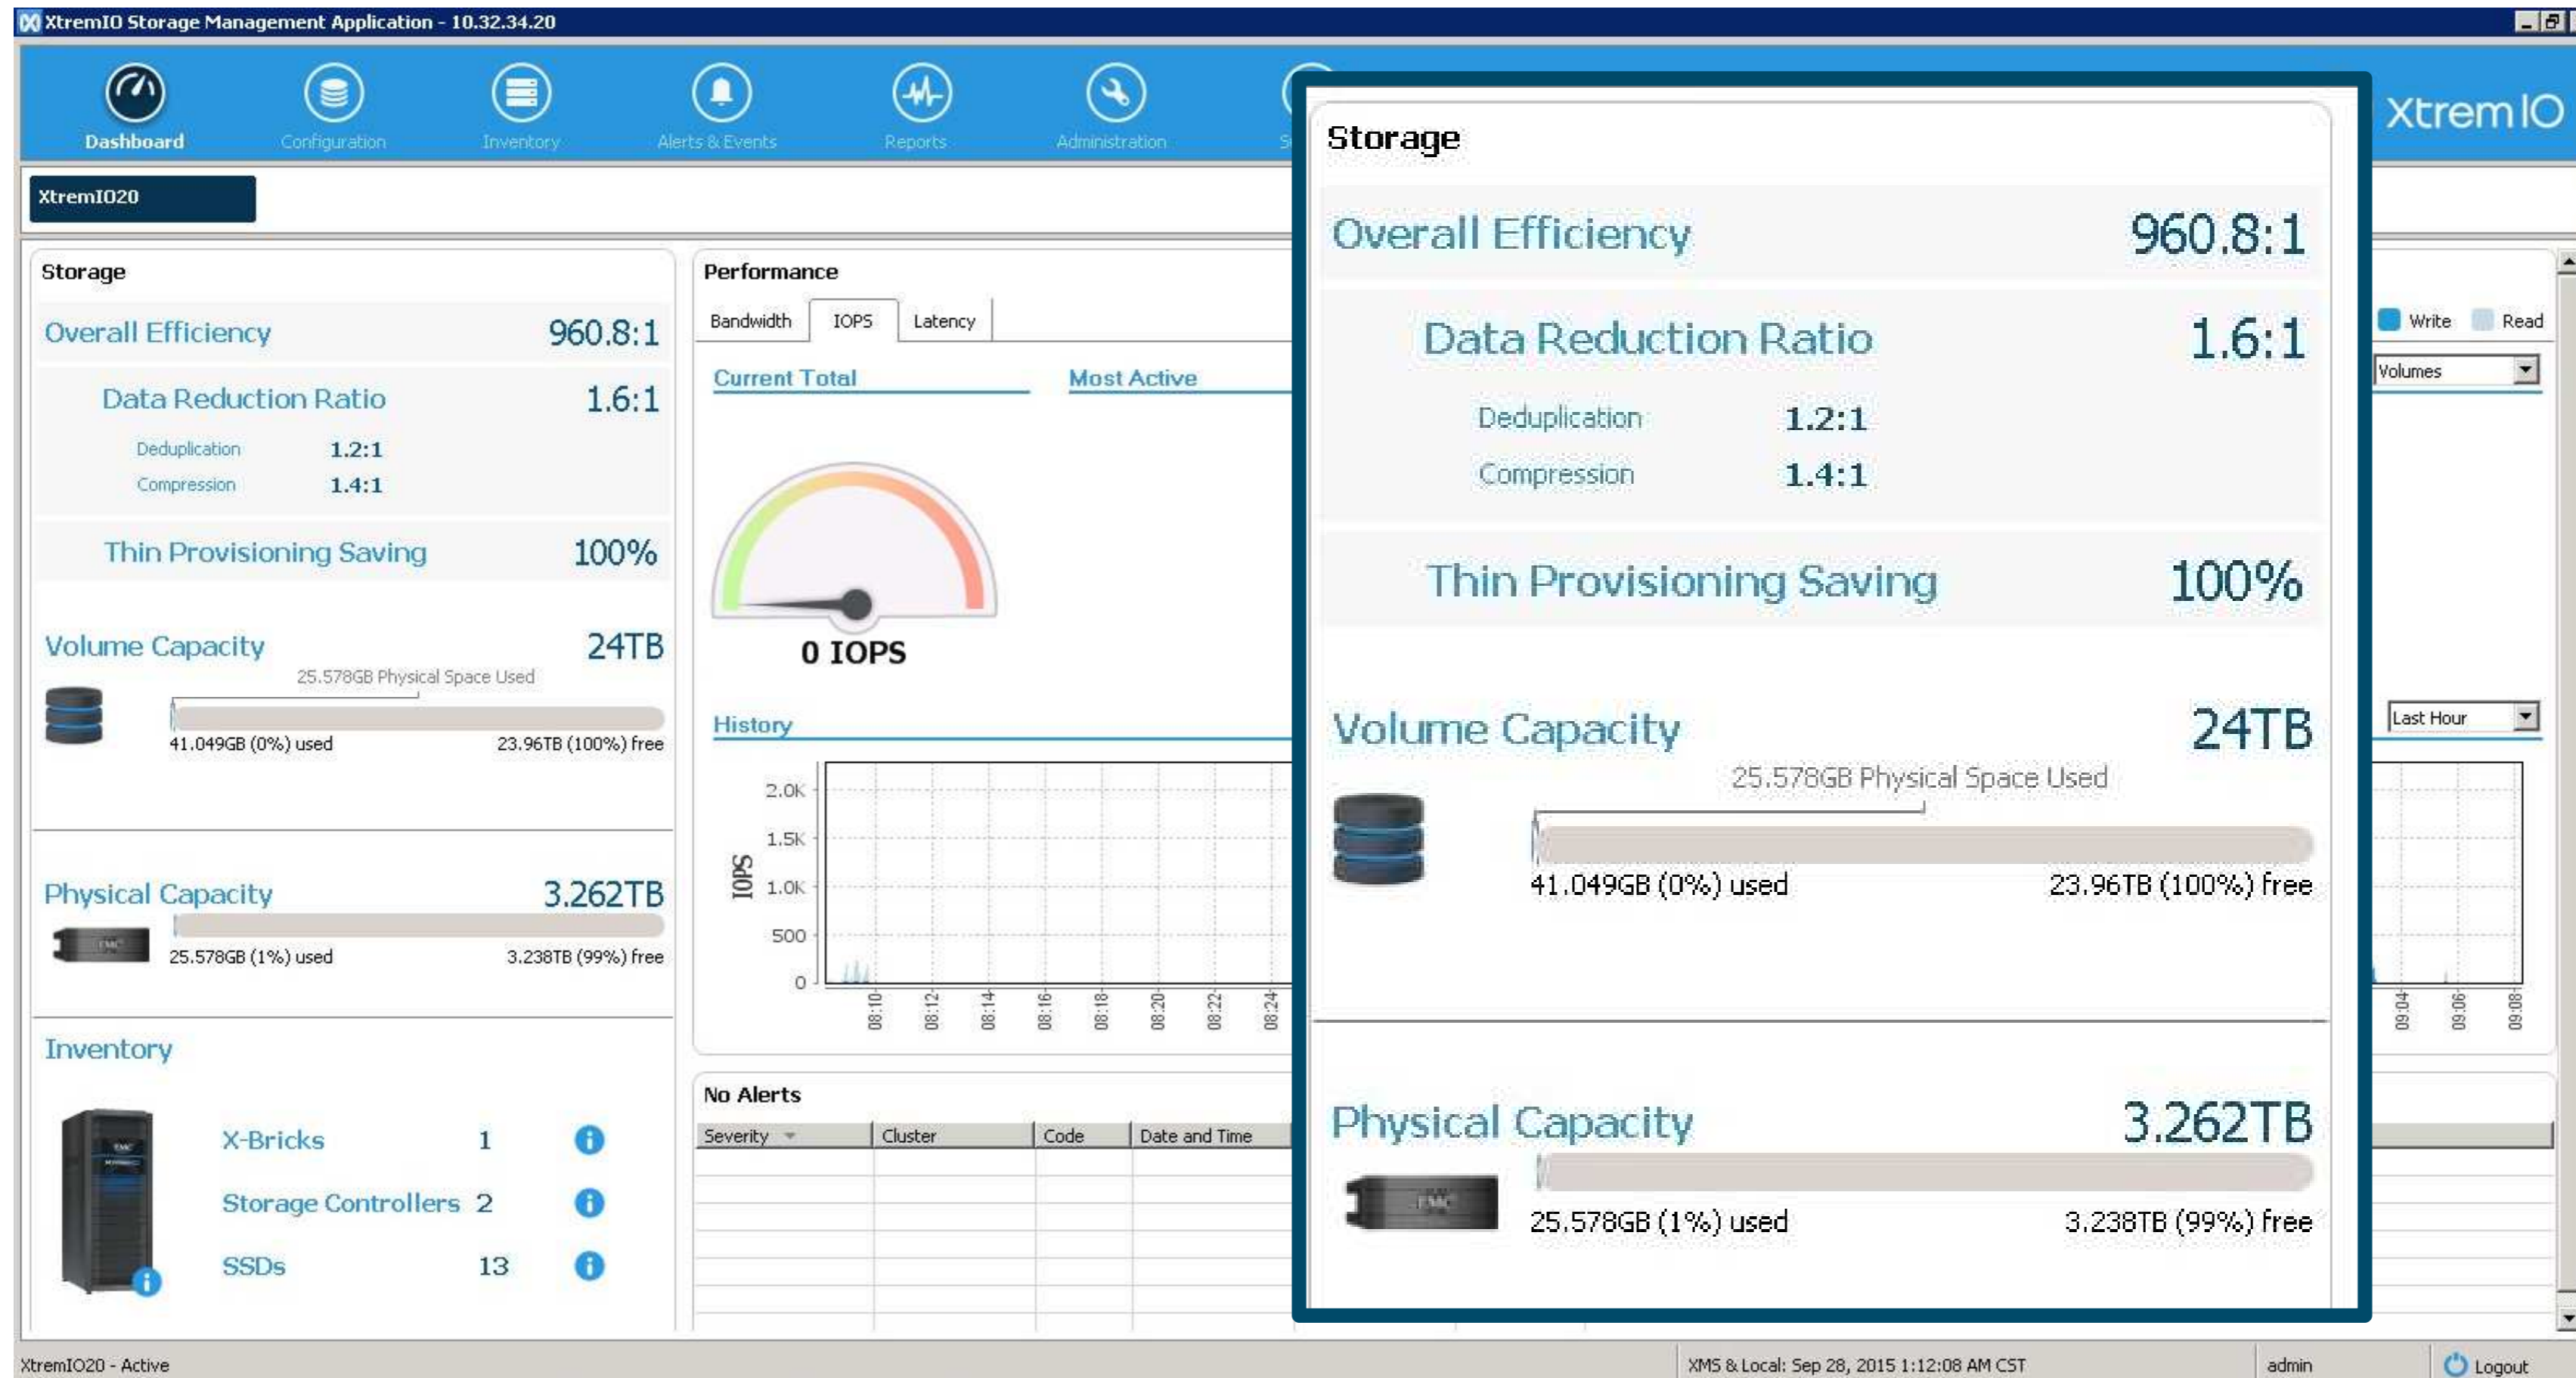 XtremIO Storage Management Application - 10.32.34.20
Dashboard
Configuration
Inventory
Alerts & Events
Reports
Administration
XtremIO
XtremIO20
Storage
Overall Efficiency 960.8:1
Data Reduction Ratio 1.6:1
Deduplication 1.2:1
Compression 1.4:1
Thin Provisioning Saving 100%
Volume Capacity 24TB
25.578GB Physical Space Used
41.049GB (0%) used 23.96TB (100%) free
Physical Capacity 3.262TB
EMC
25.578GB (1%) used 3.238TB (99%) free
Inventory
EMC
X-Bricks 1
Storage Controllers 2
SSDs 13
Performance
Bandwidth IOPS Latency
Write Read
Current Total
Most Active
Volumes
0 IOPS
History
Last Hour
IOPS
2.0K
1.5K
1.0K
500
0
08:10 08:12 08:14 08:16 08:18 08:20 08:22 08:24 09:04 09:06 09:08
No Alerts
Severity Cluster Code Date and Time
Storage
Overall Efficiency 960.8:1
Data Reduction Ratio 1.6:1
Deduplication 1.2:1
Compression 1.4:1
Thin Provisioning Saving 100%
Volume Capacity 24TB
25.578GB Physical Space Used
41.049GB (0%) used 23.96TB (100%) free
Physical Capacity 3.262TB
EMC
25.578GB (1%) used 3.238TB (99%) free
XtremIO20 - Active
XMS & Local: Sep 28, 2015 1:12:08 AM CST
admin
Logout